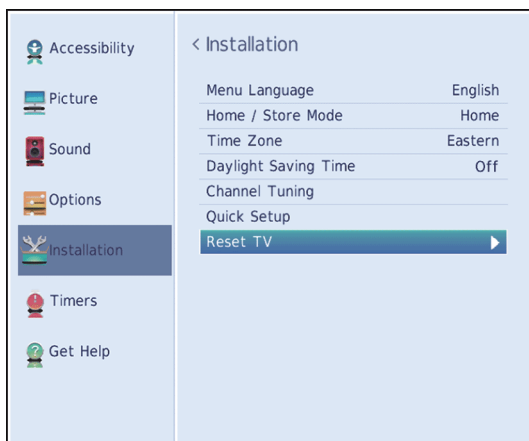 Accessibility
Picture
Sound
Options
Installation
Timers
Get Help
< Installation
Menu Language English
Home / Store Mode Home
Time Zone Eastern
Daylight Saving Time Off
Channel Tuning
Quick Setup
Reset TV